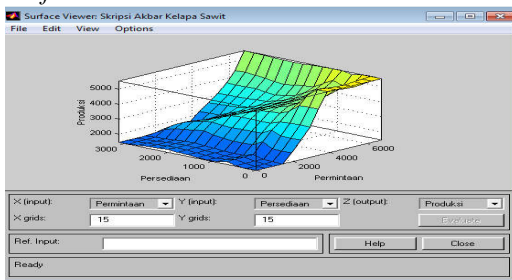 Surface Viewer: Skripsi Akbar Kelapa Sawit
File Edit View Options
Produksi
5000
4000
3000
2000
3000
2000
1000
0
0
2000
4000
6000
Persediaan
Permintaan
X (input): Permintaan Y (input): Persediaan Z (output): Produksi
X grids: 15 Y grids: 15 Evaluate
Ref. Input: Help Close
Ready